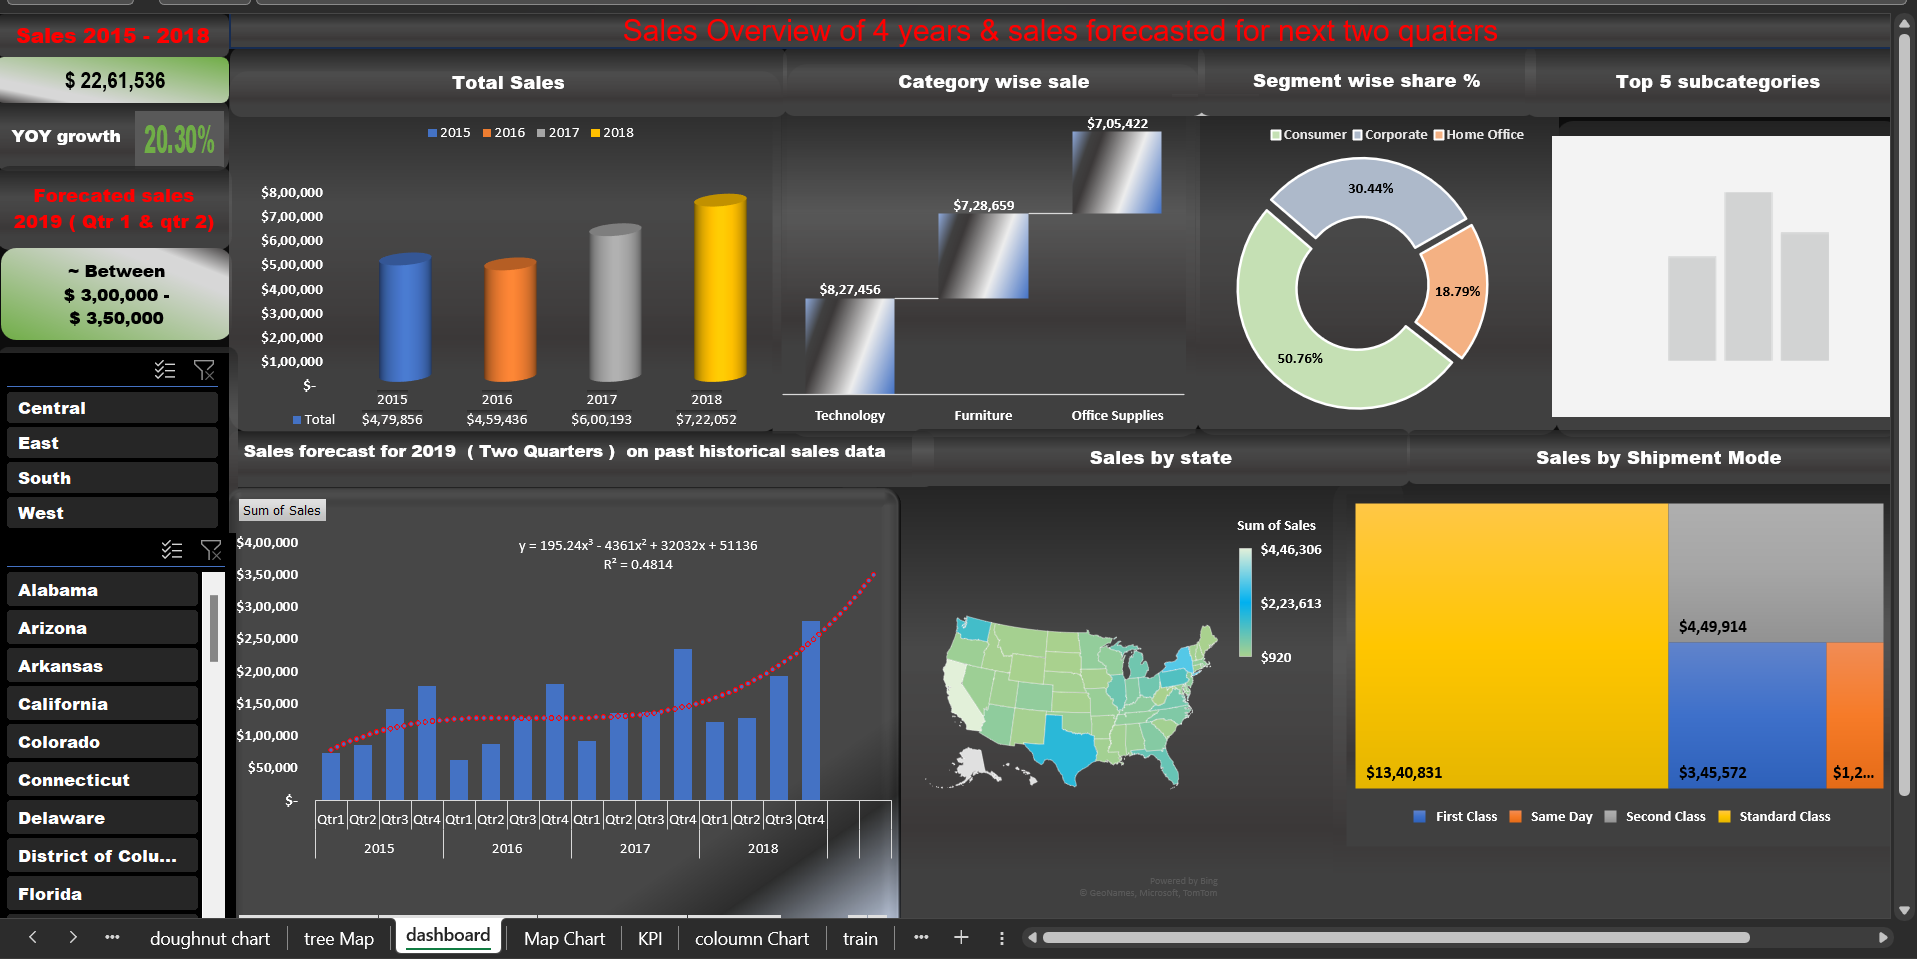 Sales 2015 - 2018
Sales Overview of 4 years & sales forecasted for next two quaters
$ 22,61,536
YOY growth
20.30%
Forecated sales
2019 ( Qtr 1 & qtr 2)
~ Between
$ 3,00,000 -
$ 3,50,000
Central
East
South
West
Alabama
Arizona
Arkansas
California
Colorado
Connecticut
Delaware
District of Colu...
Florida
Total Sales
2015 2016 2017 2018
$8,00,000
$7,00,000
$6,00,000
$5,00,000
$4,00,000
$3,00,000
$2,00,000
$1,00,000
$-
2015 2016 2017 2018
Total $4,79,856 $4,59,436 $6,00,193 $7,22,052
Category wise sale
$7,05,422
$7,28,659
$8,27,456
Technology Furniture Office Supplies
Segment wise share %
Consumer Corporate Home Office
30.44%
18.79%
50.76%
Top 5 subcategories
Sales forecast for 2019 ( Two Quarters ) on past historical sales data
Sum of Sales
y = 195.24x³ - 4361x² + 32032x + 51136
R² = 0.4814
$4,00,000
$3,50,000
$3,00,000
$2,50,000
$2,00,000
$1,50,000
$1,00,000
$50,000
$-
Qtr1 Qtr2 Qtr3 Qtr4 Qtr1 Qtr2 Qtr3 Qtr4 Qtr1 Qtr2 Qtr3 Qtr4 Qtr1 Qtr2 Qtr3 Qtr4
2015 2016 2017 2018
Sales by state
Sum of Sales
$4,46,306
$2,23,613
$920
Powered by Bing
© GeoNames, Microsoft, TomTom
Sales by Shipment Mode
$4,49,914
$13,40,831
$3,45,572
$1,2...
First Class Same Day Second Class Standard Class
doughnut chart
tree Map
dashboard
Map Chart
KPI
coloumn Chart
train